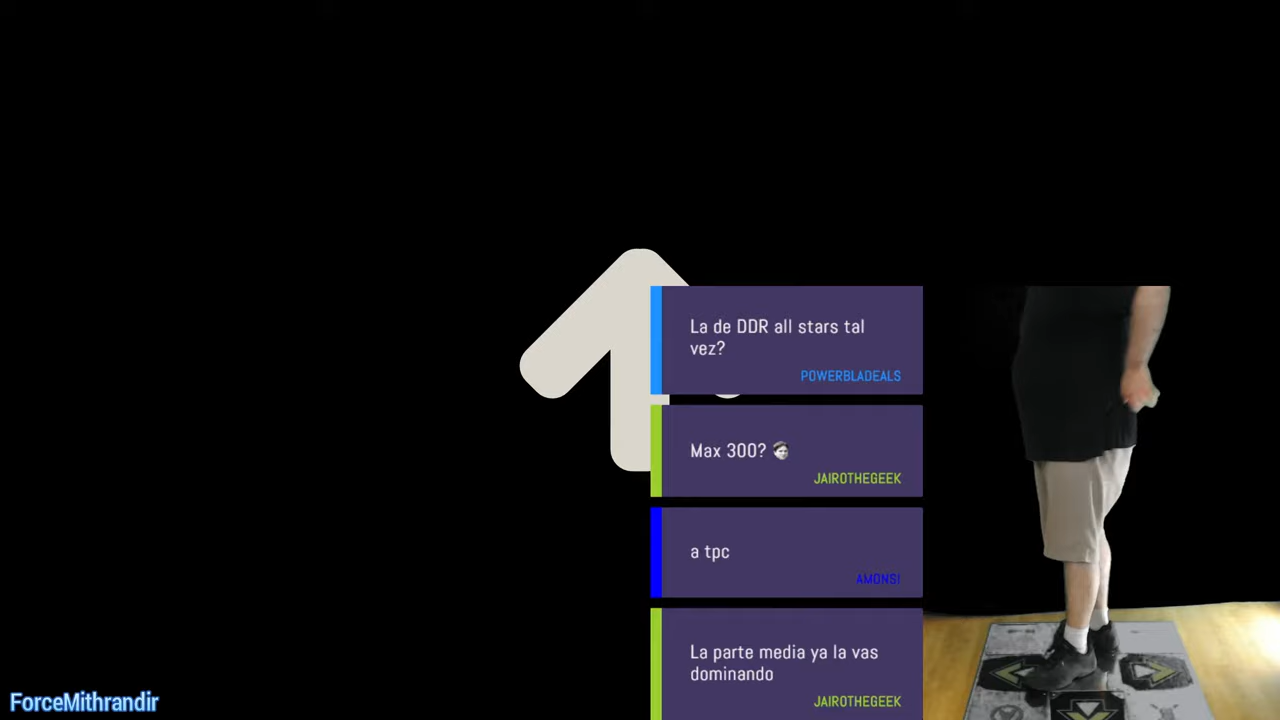 La de DDR all stars tal
vez?
POWERBLADEALS
Max 300?
JAIROTHEGEEK
a tpc
AMONS!
La parte media ya la vas
dominando
JAIROTHEGEEK
ForceMithrandir